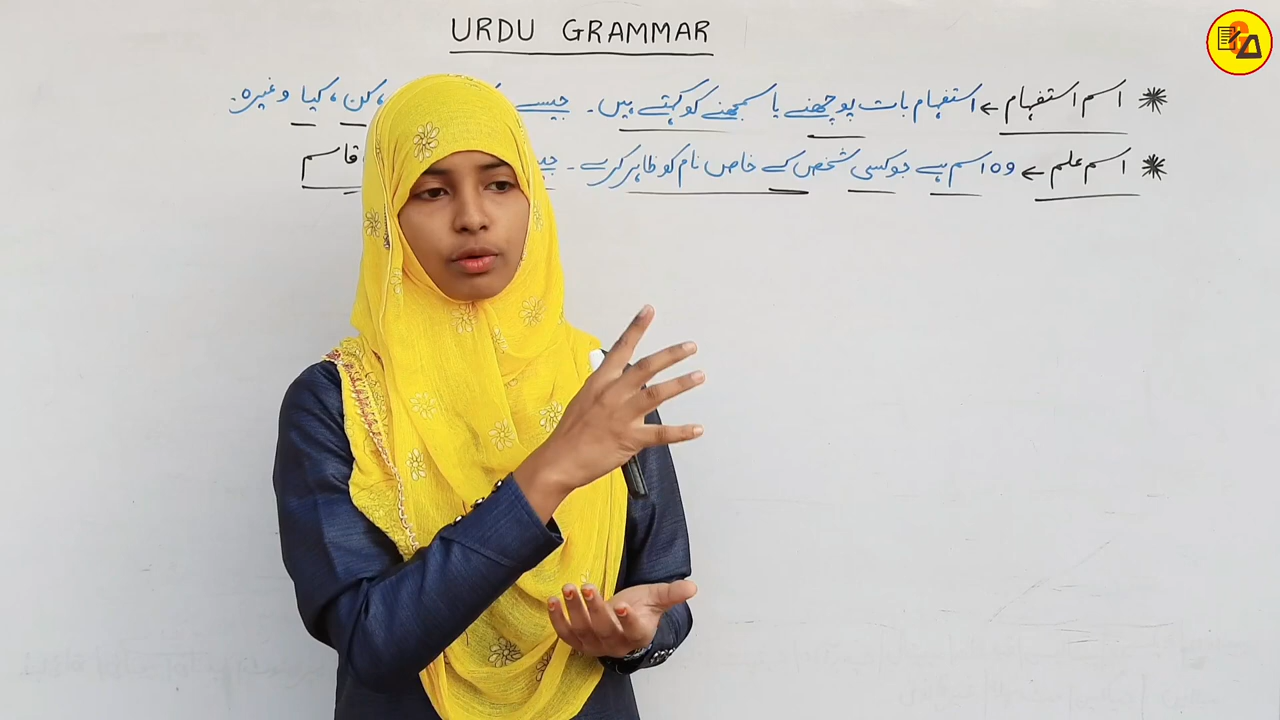 URDU GRAMMAR
اسم استفہام ← استفہام بات پوچھنے یا سمجھنے کو کہتے ہیں۔ جیسے ، کن ، کیا وغیرہ۔
اسم علم ← وہ اسم ہے جو کسی شخص کے خاص نام کو ظاہر کرے۔ قاسم